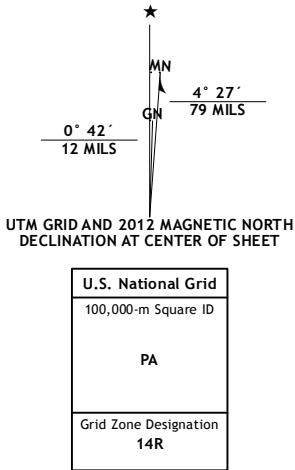 ★
MN
4° 27´
79 MILS
GN
0° 42´
12 MILS
UTM GRID AND 2012 MAGNETIC NORTH
DECLINATION AT CENTER OF SHEET
U.S. National Grid
100,000-m Square ID
PA
Grid Zone Designation
14R